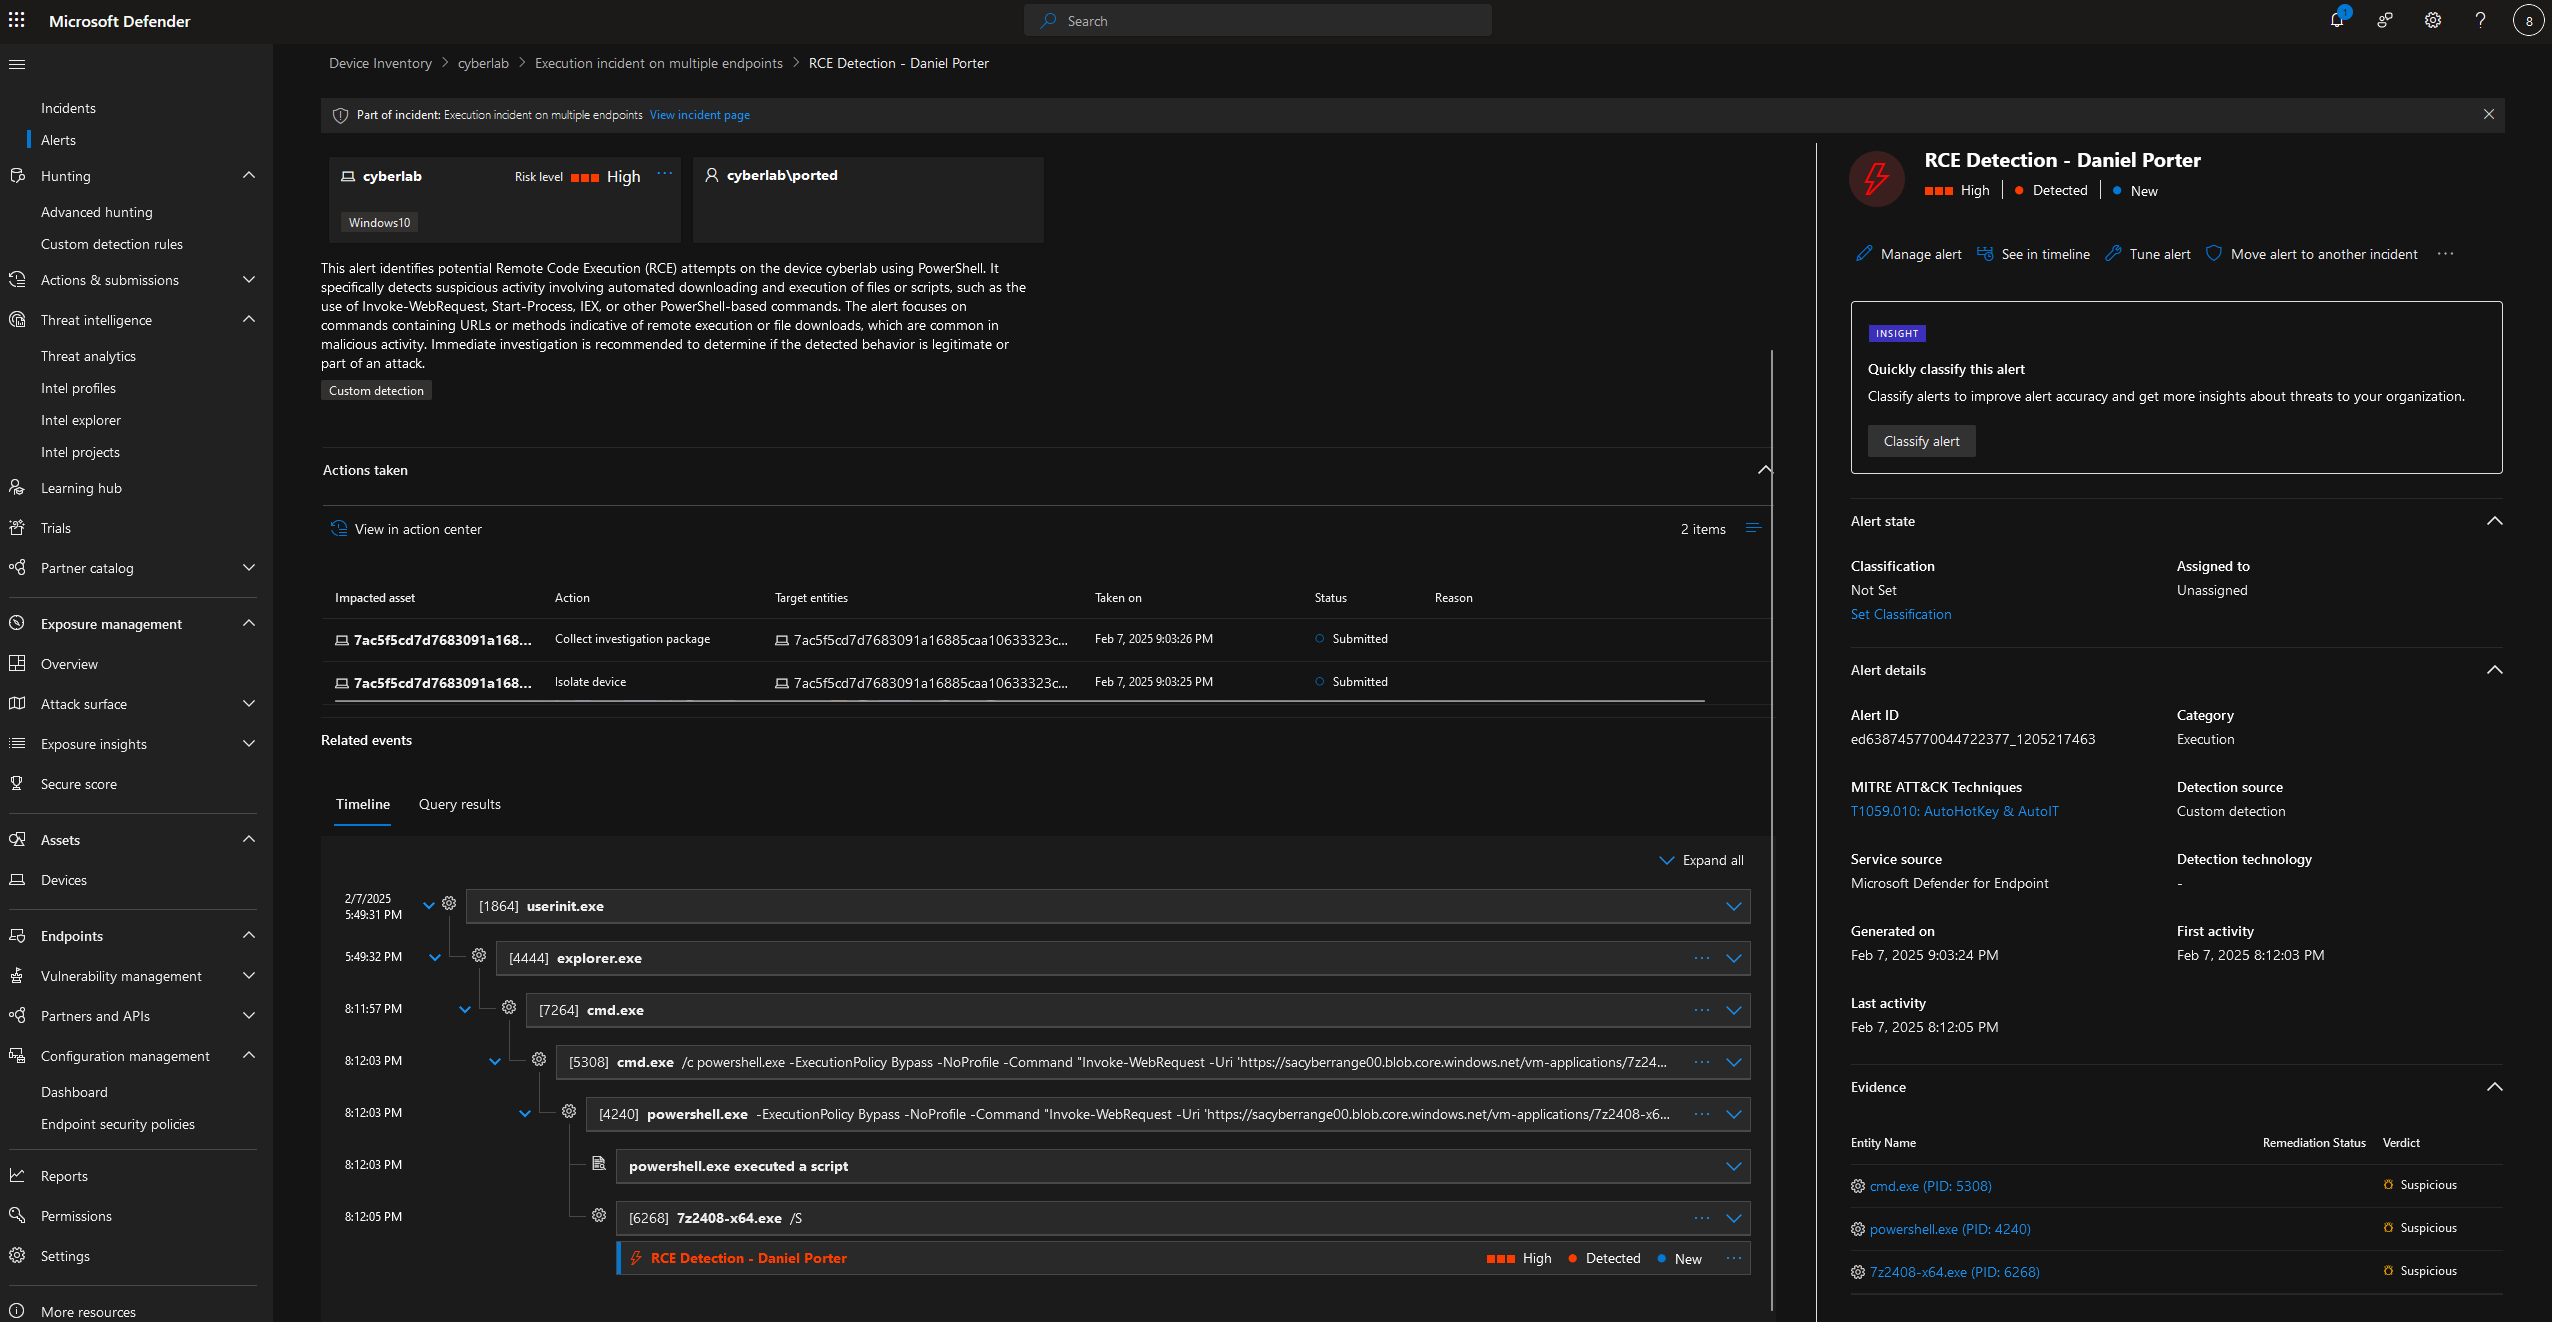 Microsoft Defender
Search
1
8
Device Inventory > cyberlab > Execution incident on multiple endpoints > RCE Detection - Daniel Porter
Incidents
Alerts
Hunting
Advanced hunting
Custom detection rules
Actions & submissions
Threat intelligence
Threat analytics
Intel profiles
Intel explorer
Intel projects
Learning hub
Trials
Partner catalog
Exposure management
Overview
Attack surface
Exposure insights
Secure score
Assets
Devices
Endpoints
Vulnerability management
Partners and APIs
Configuration management
Dashboard
Endpoint security policies
Reports
Permissions
Settings
More resources
Part of incident: Execution incident on multiple endpoints View incident page
cyberlab Risk level High ...
Windows10
cyberlab\ported
This alert identifies potential Remote Code Execution (RCE) attempts on the device cyberlab using PowerShell. It
specifically detects suspicious activity involving automated downloading and execution of files or scripts, such as the
use of Invoke-WebRequest, Start-Process, IEX, or other PowerShell-based commands. The alert focuses on
commands containing URLs or methods indicative of remote execution or file downloads, which are common in
malicious activity. Immediate investigation is recommended to determine if the detected behavior is legitimate or
part of an attack.
Custom detection
Actions taken
View in action center 2 items
Impacted asset Action Target entities Taken on Status Reason
7ac5f5cd7d7683091a168... Collect investigation package 7ac5f5cd7d7683091a16885caa10633323c... Feb 7, 2025 9:03:26 PM Submitted
7ac5f5cd7d7683091a168... Isolate device 7ac5f5cd7d7683091a16885caa10633323c... Feb 7, 2025 9:03:25 PM Submitted
Related events
Timeline Query results
Expand all
2/7/2025
5:49:31 PM [1864] userinit.exe
5:49:32 PM [4444] explorer.exe ...
8:11:57 PM [7264] cmd.exe ...
8:12:03 PM [5308] cmd.exe /c powershell.exe -ExecutionPolicy Bypass -NoProfile -Command "Invoke-WebRequest -Uri 'https://sacyberrange00.blob.core.windows.net/vm-applications/7z24... ...
8:12:03 PM [4240] powershell.exe -ExecutionPolicy Bypass -NoProfile -Command "Invoke-WebRequest -Uri 'https://sacyberrange00.blob.core.windows.net/vm-applications/7z2408-x6... ...
8:12:03 PM powershell.exe executed a script
8:12:05 PM [6268] 7z2408-x64.exe /S ...
RCE Detection - Daniel Porter High Detected New ...
RCE Detection - Daniel Porter
High Detected New
Manage alert See in timeline Tune alert Move alert to another incident ...
INSIGHT
Quickly classify this alert
Classify alerts to improve alert accuracy and get more insights about threats to your organization.
Classify alert
Alert state
Classification Assigned to
Not Set Unassigned
Set Classification
Alert details
Alert ID Category
ed638745770044722377_1205217463 Execution
MITRE ATT&CK Techniques Detection source
T1059.010: AutoHotKey & AutoIT Custom detection
Service source Detection technology
Microsoft Defender for Endpoint -
Generated on First activity
Feb 7, 2025 9:03:24 PM Feb 7, 2025 8:12:03 PM
Last activity
Feb 7, 2025 8:12:05 PM
Evidence
Entity Name Remediation Status Verdict
cmd.exe (PID: 5308) Suspicious
powershell.exe (PID: 4240) Suspicious
7z2408-x64.exe (PID: 6268) Suspicious